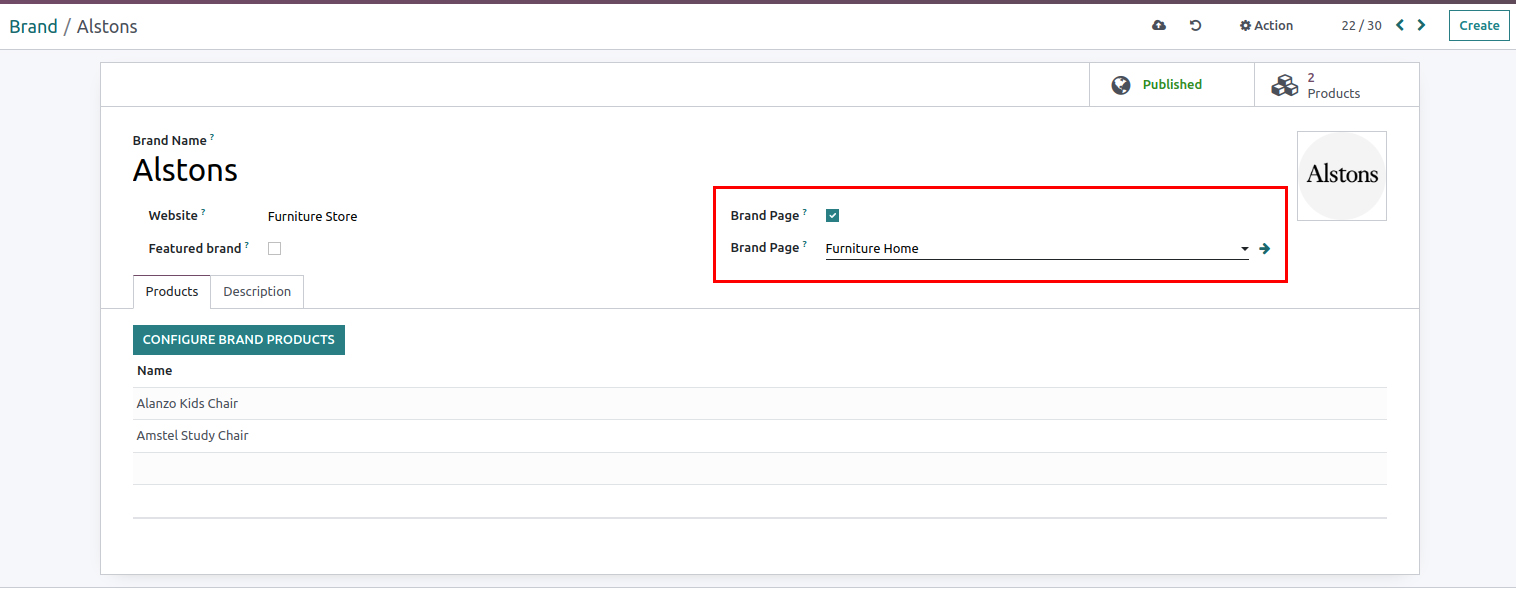 Brand / Alstons
Action
22 / 30
Create
Published
2
Products
Brand Name ?
Alstons
Alstons
Website ?
Furniture Store
Brand Page ?
Featured brand ?
Brand Page ?
Furniture Home
Products
Description
CONFIGURE BRAND PRODUCTS
Name
Alanzo Kids Chair
Amstel Study Chair